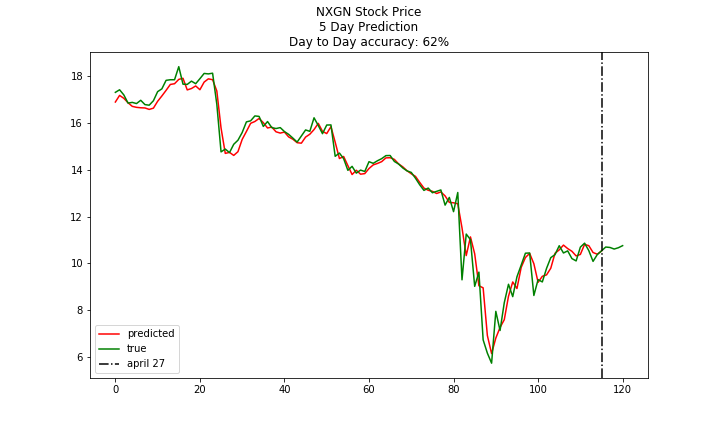 NXGN Stock Price
5 Day Prediction
Day to Day accuracy: 62%
18
16
14
12
10
8
6
predicted
true
april 27
0 20 40 60 80 100 120